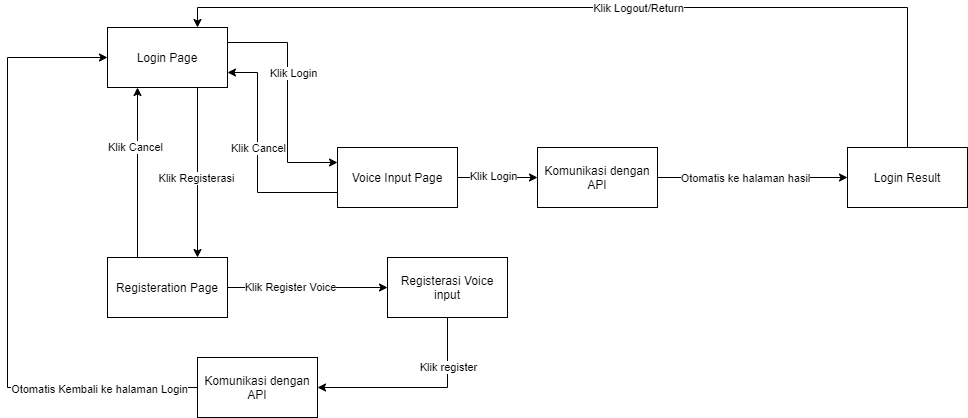 Klik Logout/Return
Login Page
Klik Login
Klik Cancel
Klik Cancel
Klik Registerasi
Voice Input Page
Klik Login
Komunikasi dengan
API
Otomatis ke halaman hasil
Login Result
Registeration Page
Klik Register Voice
Registerasi Voice
input
Klik register
Komunikasi dengan
API
Otomatis Kembali ke halaman Login